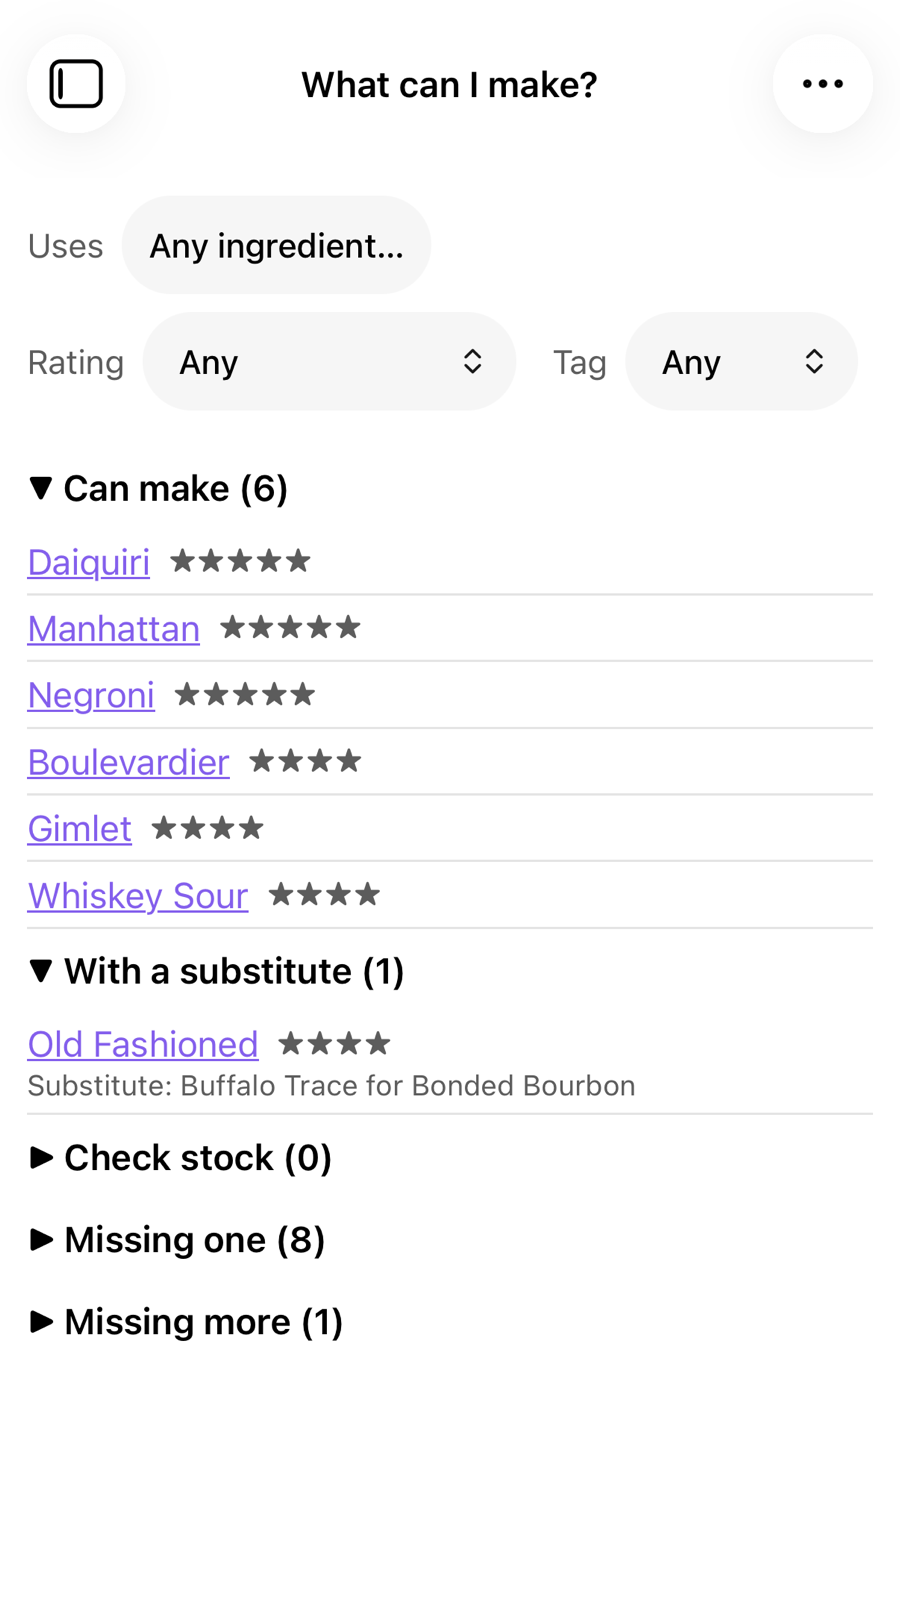 What can I make?
Uses Any ingredient...
Rating Any Tag Any
Can make (6)
Daiquiri ★★★★★
Manhattan ★★★★★
Negroni ★★★★★
Boulevardier ★★★★
Gimlet ★★★★
Whiskey Sour ★★★★
With a substitute (1)
Old Fashioned ★★★★
Substitute: Buffalo Trace for Bonded Bourbon
Check stock (0)
Missing one (8)
Missing more (1)